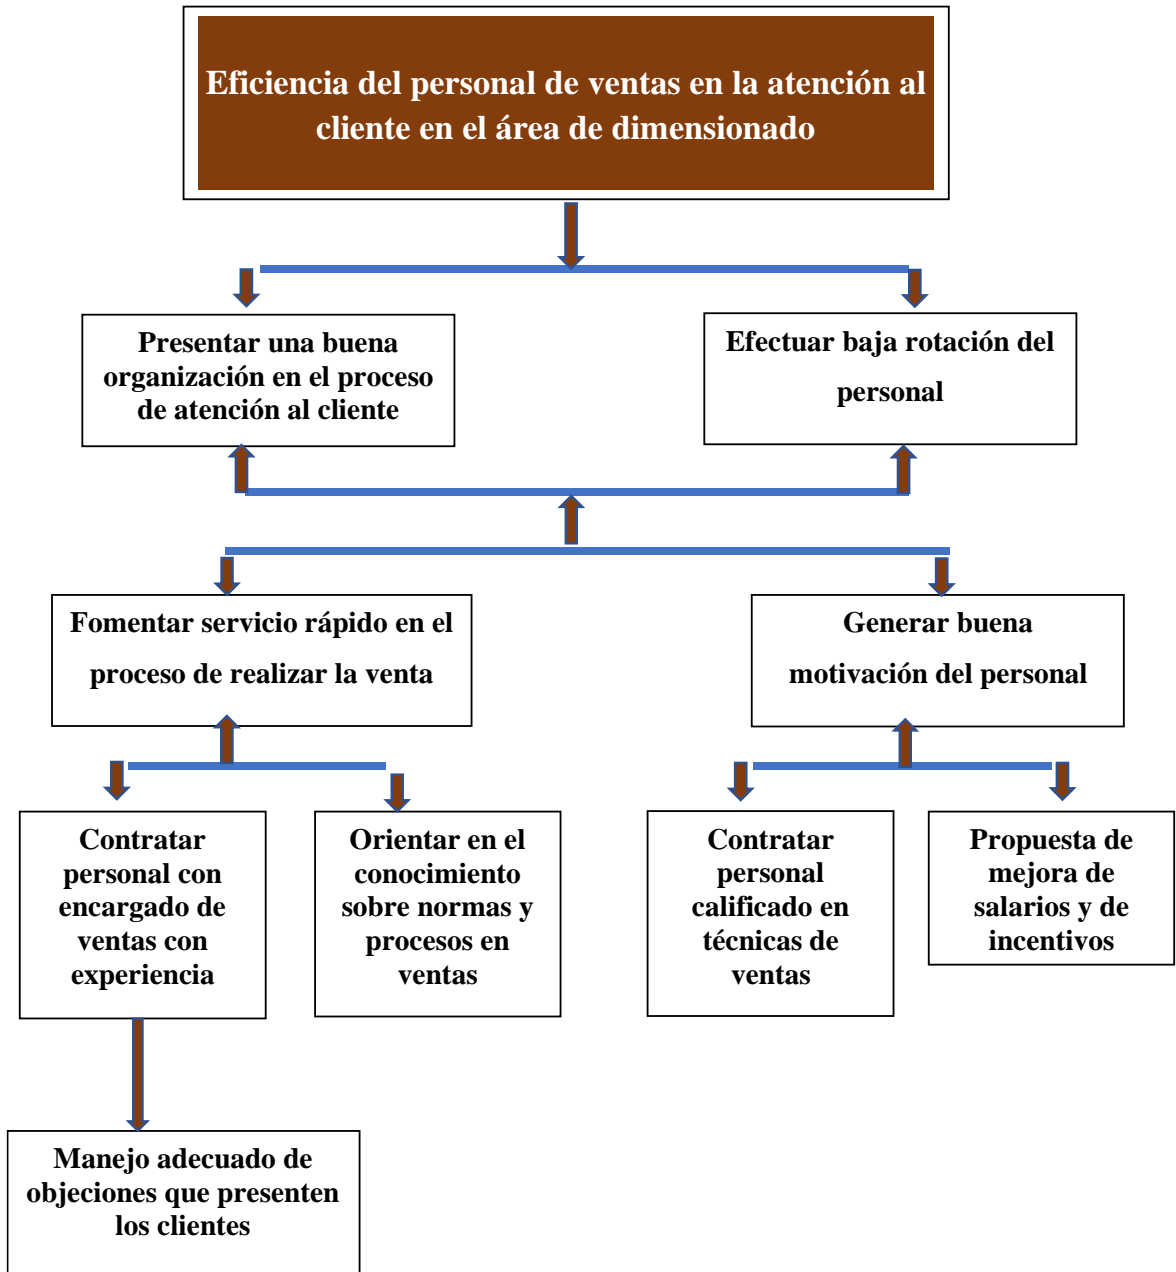 Eficiencia del personal de ventas en la atención al
cliente en el área de dimensionado
Presentar una buena
organización en el proceso
de atención al cliente
Efectuar baja rotación del
personal
Fomentar servicio rápido en el
proceso de realizar la venta
Generar buena
motivación del personal
Contratar
personal con
encargado de
ventas con
experiencia
Orientar en el
conocimiento
sobre normas y
procesos en
ventas
Contratar
personal
calificado en
técnicas de
ventas
Propuesta de
mejora de
salarios y de
incentivos
Manejo adecuado de
objeciones que presenten
los clientes